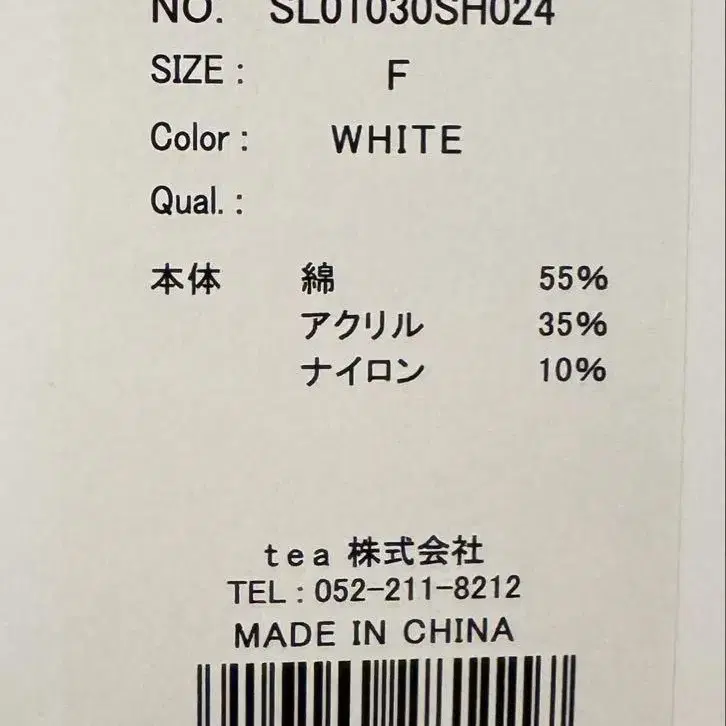 NO. SL01030SH024
SIZE : F
Color : WHITE
Qual. :
本体 綿 55%
アクリル 35%
ナイロン 10%
tea 株式会社
TEL : 052-211-8212
MADE IN CHINA